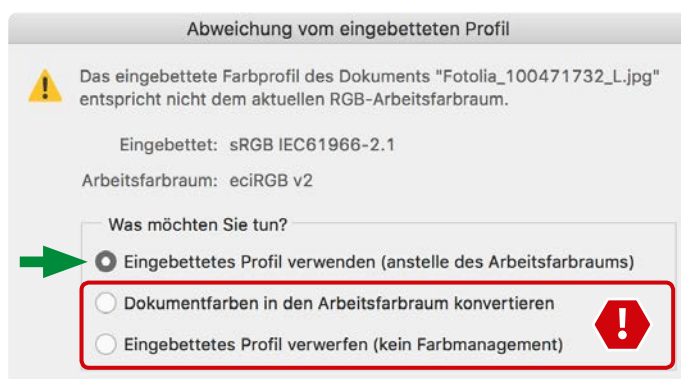 Abweichung vom eingebetteten Profil
Das eingebettete Farbprofil des Dokuments "Fotolia_100471732_L.jpg"
entspricht nicht dem aktuellen RGB-Arbeitsfarbraum.
Eingebettet: sRGB IEC61966-2.1
Arbeitsfarbraum: eciRGB v2
Was möchten Sie tun?
Eingebettetes Profil verwenden (anstelle des Arbeitsfarbraums)
Dokumentfarben in den Arbeitsfarbraum konvertieren
Eingebettetes Profil verwerfen (kein Farbmanagement)